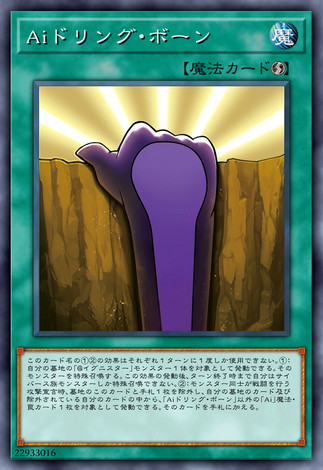 Aiドリング・ボーン
魔
【魔法カード】
このカード名の①②の効果はそれぞれ１ターンに１度しか使用できない。①：
自分の墓地の「＠イグニスター」モンスター１体を対象として発動できる。そのモ
ンスターを特殊召喚する。この効果の発動後、ターン終了時まで自分はサイ
バース族モンスターしか特殊召喚できない。②：モンスター同士が戦闘を行う
攻撃宣言時、墓地のこのカードと手札１枚を除外し、自分の墓地のカード及び
除外されている自分のカードの中から、「Aiドリング・ボーン」以外の「Ai」魔法・
罠カード１枚を対象として発動できる。そのカードを手札に加える。
22933016